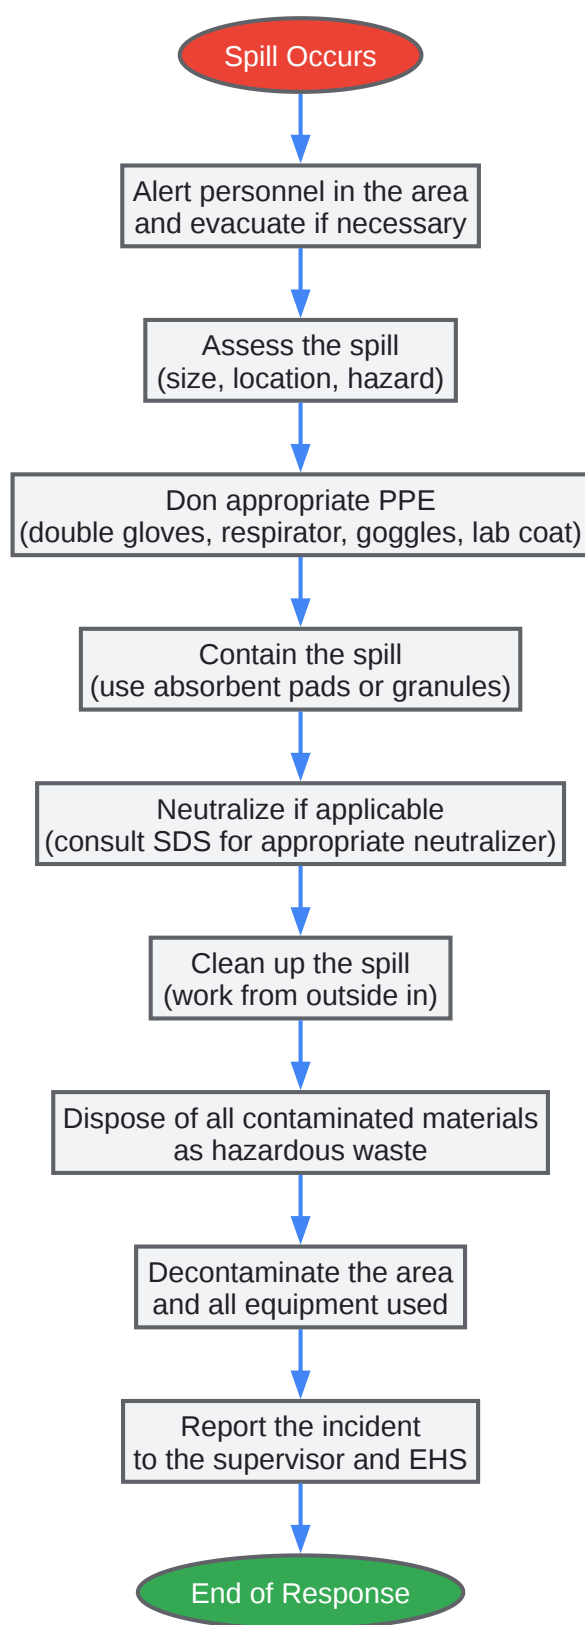 Spill Occurs
Alert personnel in the area
and evacuate if necessary
Assess the spill
(size, location, hazard)
Don appropriate PPE
(double gloves, respirator, goggles, lab coat)
Contain the spill
(use absorbent pads or granules)
Neutralize if applicable
(consult SDS for appropriate neutralizer)
Clean up the spill
(work from outside in)
Dispose of all contaminated materials
as hazardous waste
Decontaminate the area
and all equipment used
Report the incident
to the supervisor and EHS
End of Response